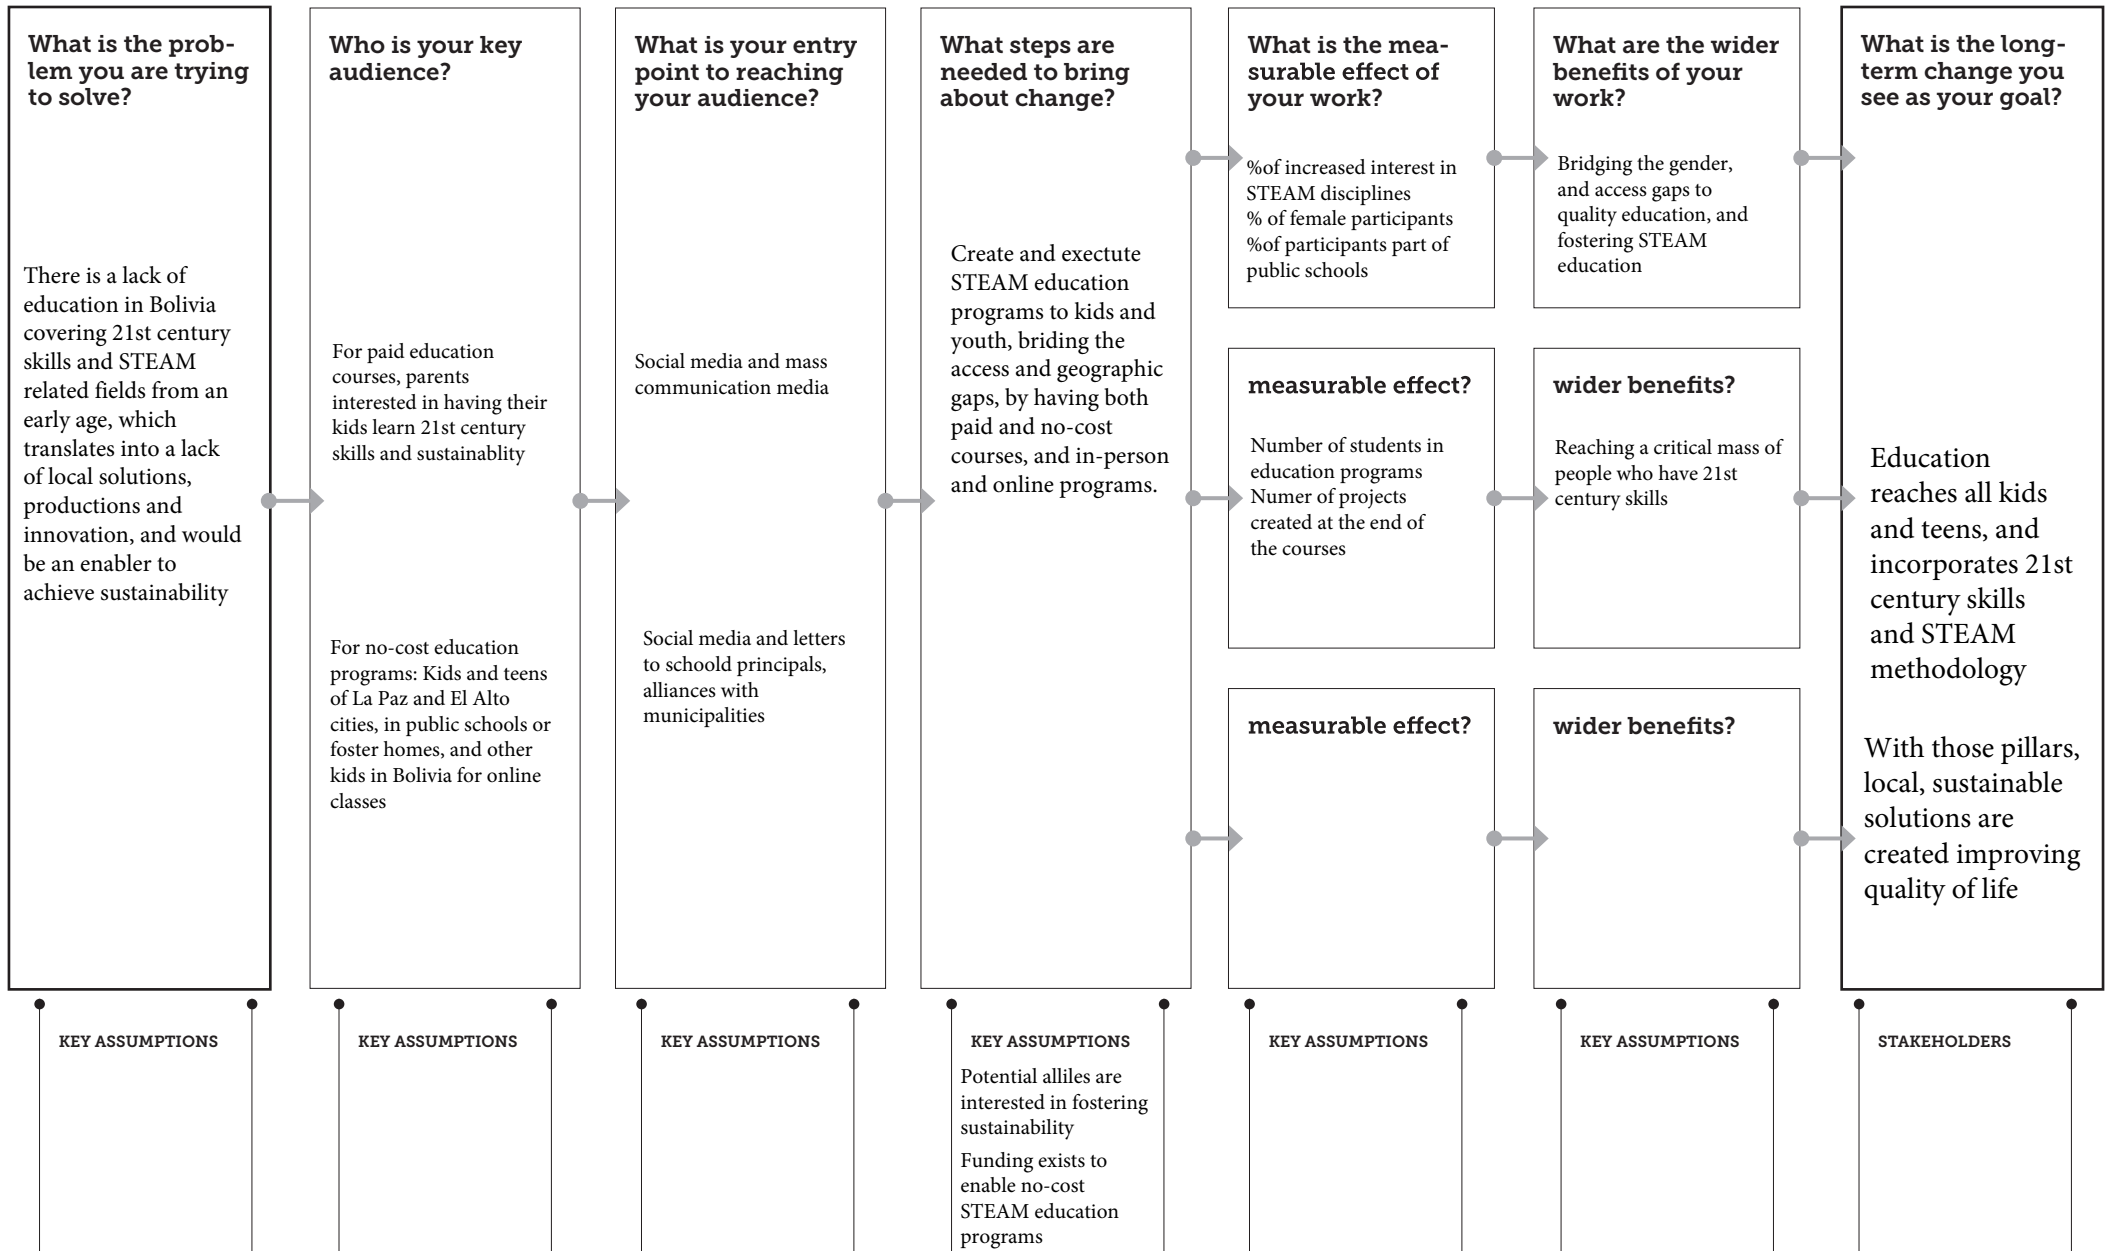 What is the prob-
lem you are trying
to solve?
There is a lack of
education in Bolivia
covering 21st century
skills and STEAM
related fields from an
early age, which
translates into a lack
of local solutions,
productions and
innovation, and would
be an enabler to
achieve sustainability
Who is your key
audience?
For paid education
courses, parents
interested in having their
kids learn 21st century
skills and sustainablity
For no-cost education
programs: Kids and teens
of La Paz and El Alto
cities, in public schools or
foster homes, and other
kids in Bolivia for online
classes
What is your entry
point to reaching
your audience?
Social media and mass
communication media
Social media and letters
to schoold principals,
alliances with
municipalities
What steps are
needed to bring
about change?
Create and exectute
STEAM education
programs to kids and
youth, briding the
access and geographic
gaps, by having both
paid and no-cost
courses, and in-person
and online programs.
What is the mea-
surable effect of
your work?
%of increased interest in
STEAM disciplines
% of female participants
%of participants part of
public schools
What are the wider
benefits of your
work?
Bridging the gender,
and access gaps to
quality education, and
fostering STEAM
education
measurable effect?
Number of students in
education programs
Numer of projects
created at the end of
the courses
wider benefits?
Reaching a critical mass of
people who have 21st
century skills
measurable effect?
wider benefits?
What is the long-
term change you
see as your goal?
Education
reaches all kids
and teens, and
incorporates 21st
century skills
and STEAM
methodology
With those pillars,
local, sustainable
solutions are
created improving
quality of life
KEY ASSUMPTIONS
KEY ASSUMPTIONS
KEY ASSUMPTIONS
KEY ASSUMPTIONS
Potential alliles are
interested in fostering
sustainability
Funding exists to
enable no-cost
STEAM education
programs
KEY ASSUMPTIONS
KEY ASSUMPTIONS
STAKEHOLDERS